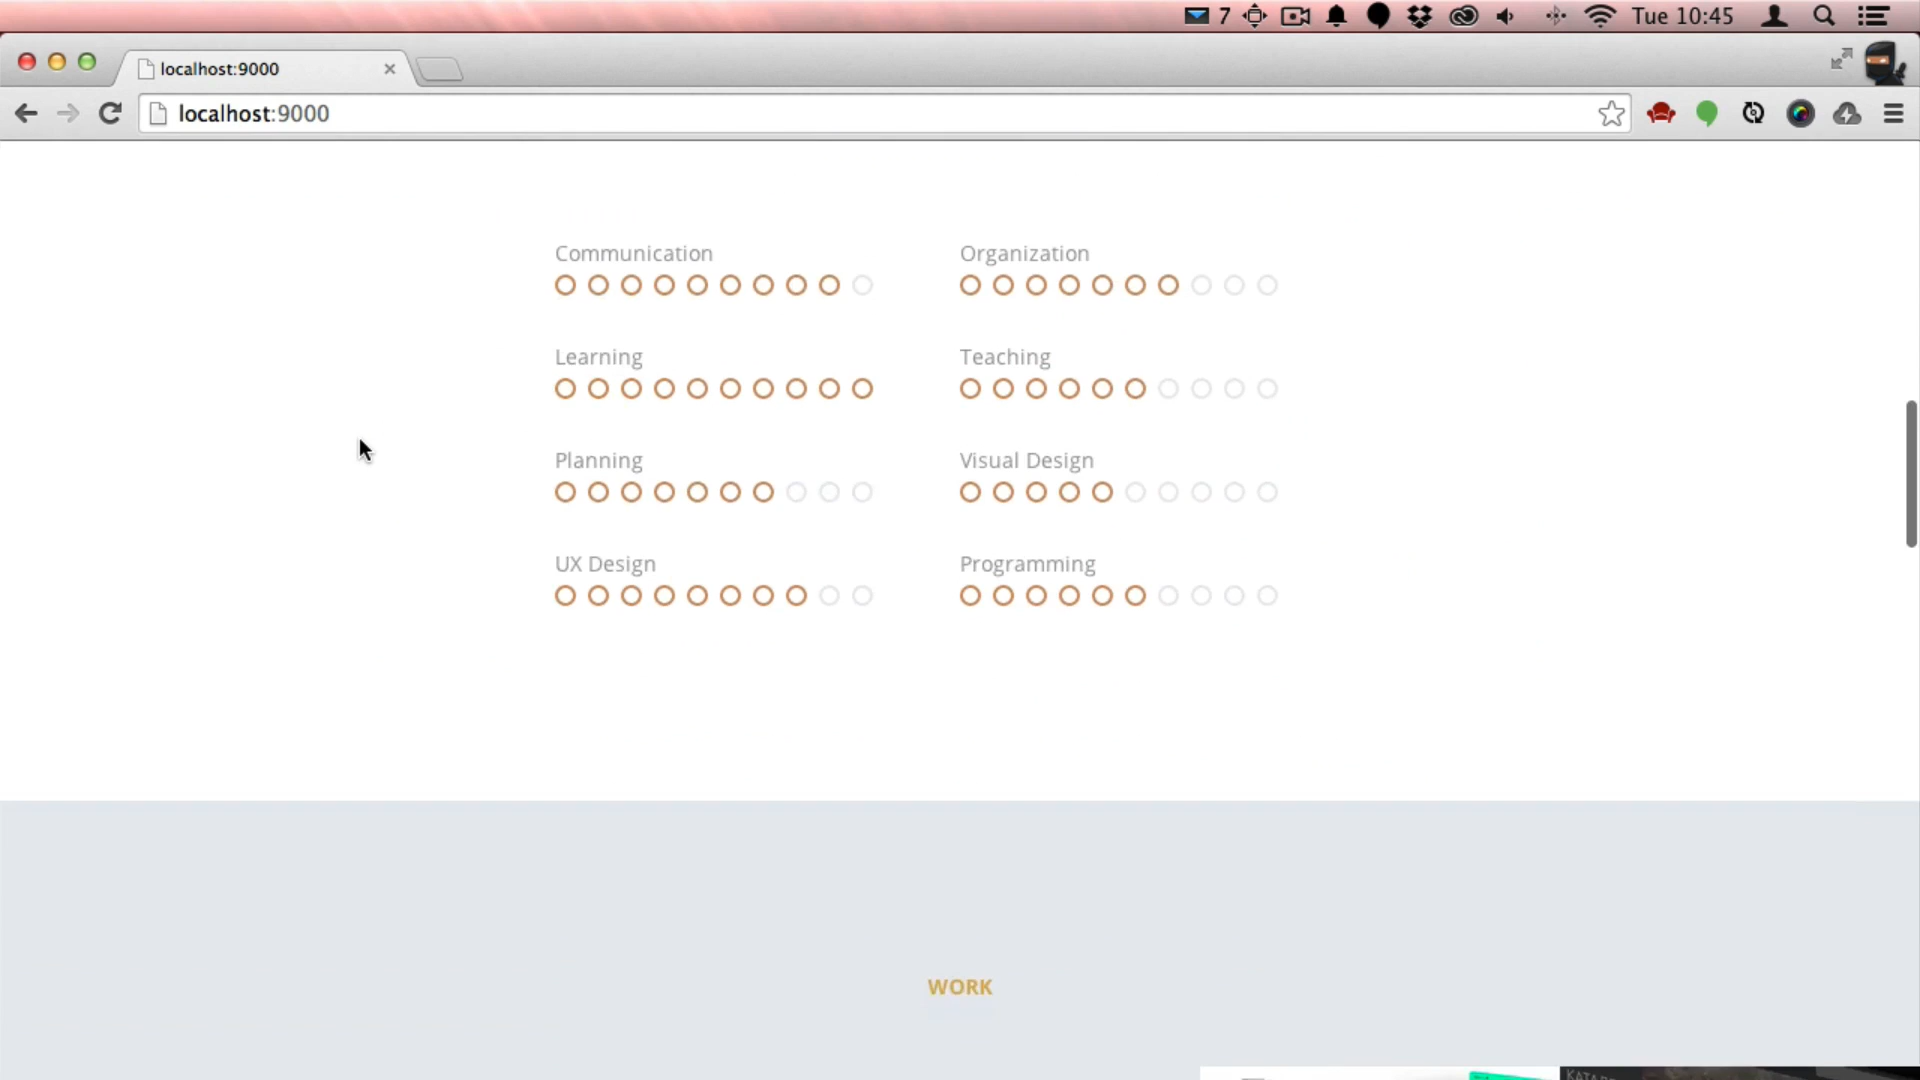 7
Tue 10:45
localhost:9000
localhost:9000
Communication
Organization
Learning
Teaching
Planning
Visual Design
UX Design
Programming
WORK